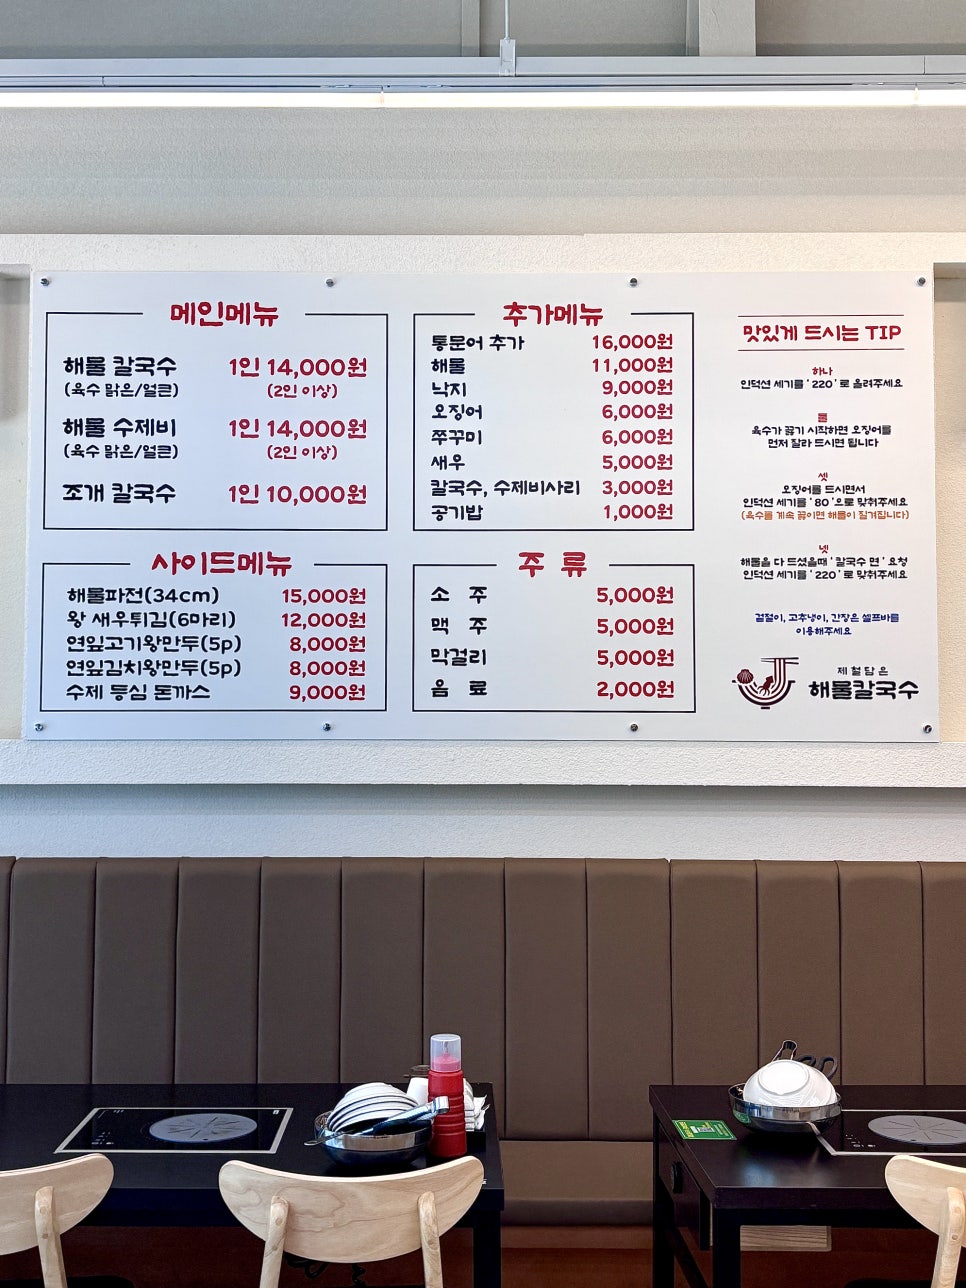 메인메뉴
해물 칼국수 1인 14,000원
(육수 맑은/얼큰) (2인 이상)
해물 수제비 1인 14,000원
(육수 맑은/얼큰) (2인 이상)
조개 칼국수 1인 10,000원
추가메뉴
통문어 추가 16,000원
해물 11,000원
낙지 9,000원
오징어 6,000원
쭈꾸미 6,000원
새우 5,000원
칼국수, 수제비사리 3,000원
공기밥 1,000원
사이드메뉴
해물파전(34cm) 15,000원
왕 새우튀김(6마리) 12,000원
연잎고기왕만두(5p) 8,000원
연잎김치왕만두(5p) 8,000원
수제 등심 돈까스 9,000원
주 류
소 주 5,000원
맥 주 5,000원
막걸리 5,000원
음 료 2,000원
맛있게 드시는 TIP
하나
인덕션 세기를 ' 220 ' 로 올려주세요
둘
육수가 끓기 시작하면 오징어를
먼저 잘라 드시면 됩니다
셋
오징어를 드시면서
인덕션 세기를 ' 80 '으로 맞춰주세요
(육수를 계속 끓이면 해물이 질겨집니다)
넷
해물을 다 드셨을때 ' 칼국수 면 ' 요청
인덕션 세기를 ' 220 ' 로 맞춰주세요
겉절이, 고추냉이, 간장은 셀프바를
이용해주세요
제철담은
해물칼국수